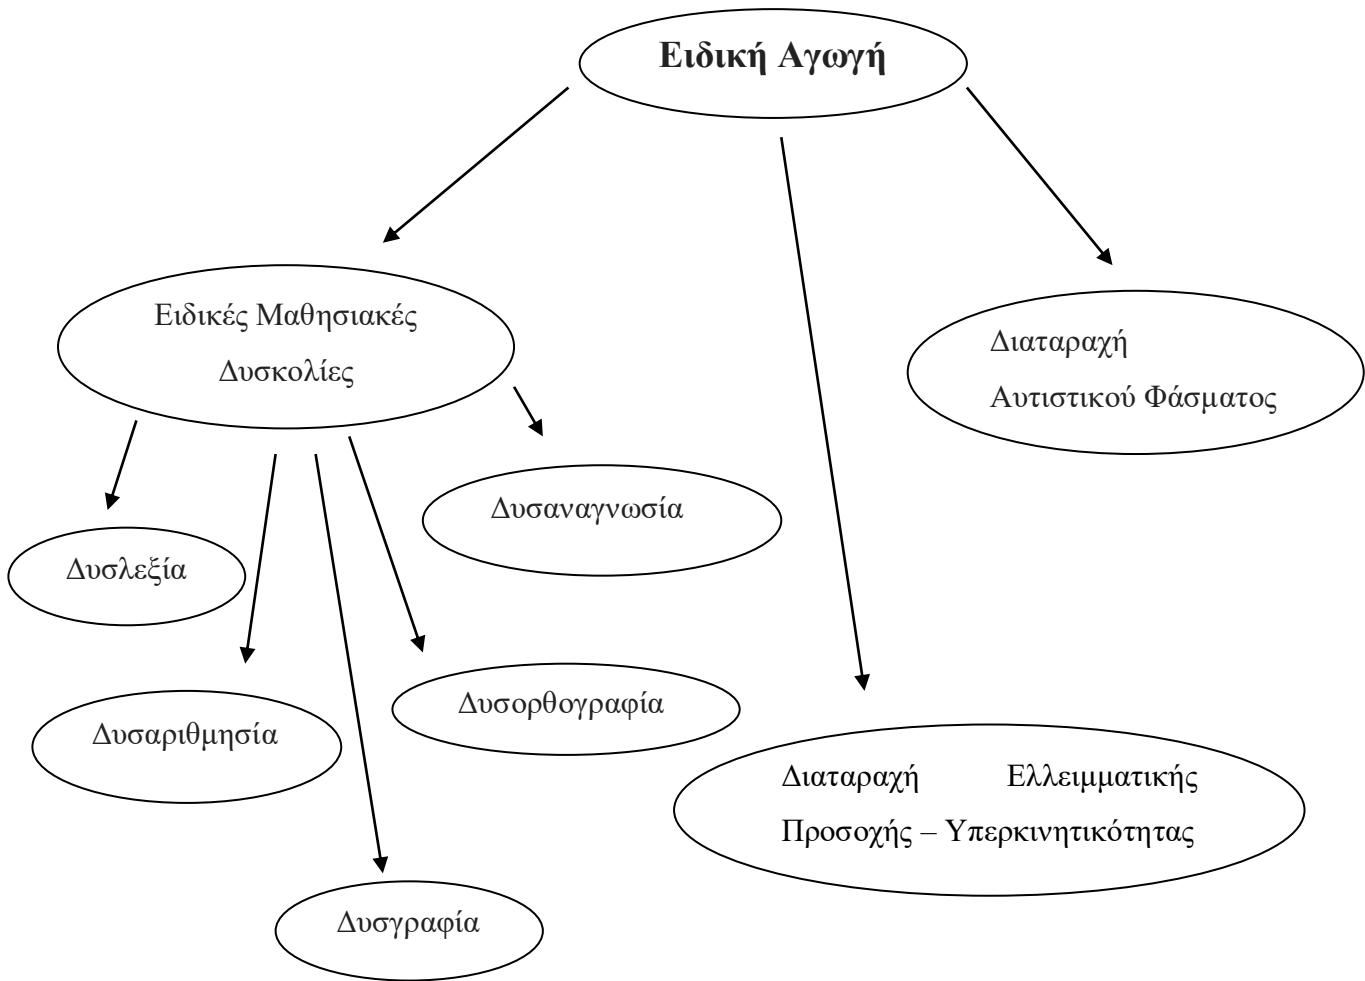 Ειδική Αγωγή
Ειδικές Μαθησιακές
Δυσκολίες
Διαταραχή
Αυτιστικού Φάσματος
Δυσαναγνωσία
Δυσλεξία
Δυσορθογραφία
Δυσαριθμησία
Διαταραχή Ελλειμματικής
Προσοχής – Υπερκινητικότητας
Δυσγραφία